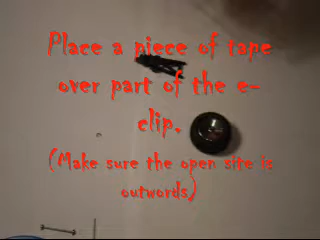 Place a piece of tape
over part of the e-
clip.
(Make sure the open site is
outwords)